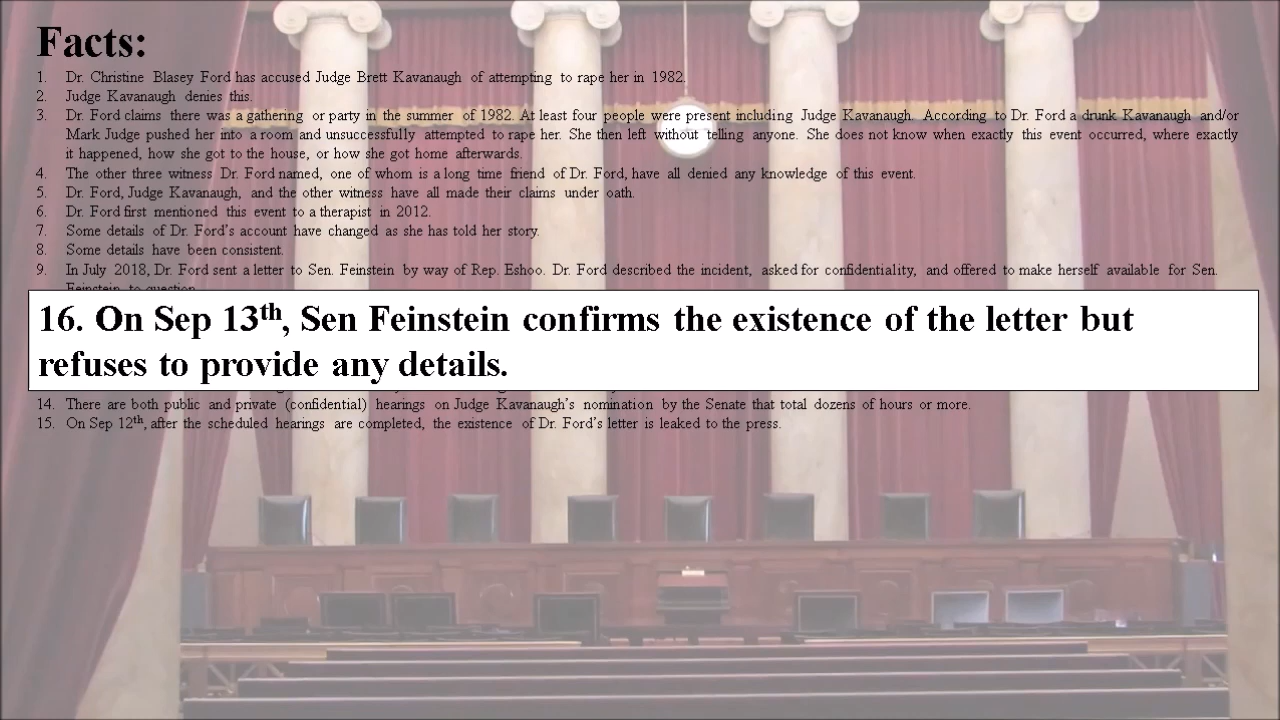 Facts:
1. Dr. Christine Blasey Ford has accused Judge Brett Kavanaugh of attempting to rape her in 1982.
2. Judge Kavanaugh denies this.
3. Dr. Ford claims there was a gathering or party in the summer of 1982. At least four people were present including Judge Kavanaugh. According to Dr. Ford a drunk Kavanaugh and/or
Mark Judge pushed her into a room and unsuccessfully attempted to rape her. She then left without telling anyone. She does not know when exactly this event occurred, where exactly
it happened, how she got to the house, or how she got home afterwards.
4. The other three witness Dr. Ford named, one of whom is a long time friend of Dr. Ford, have all denied any knowledge of this event.
5. Dr. Ford, Judge Kavanaugh, and the other witness have all made their claims under oath.
6. Dr. Ford first mentioned this event to a therapist in 2012.
7. Some details of Dr. Ford's account have changed as she has told her story.
8. Some details have been consistent.
9. In July 2018, Dr. Ford sent a letter to Sen. Feinstein by way of Rep. Eshoo. Dr. Ford described the incident, asked for confidentiality, and offered to make herself available for Sen.
Feinstein to question.
16. On Sep 13th, Sen Feinstein confirms the existence of the letter but
refuses to provide any details.
14. There are both public and private (confidential) hearings on Judge Kavanaugh's nomination by the Senate that total dozens of hours or more.
15. On Sep 12th, after the scheduled hearings are completed, the existence of Dr. Ford's letter is leaked to the press.